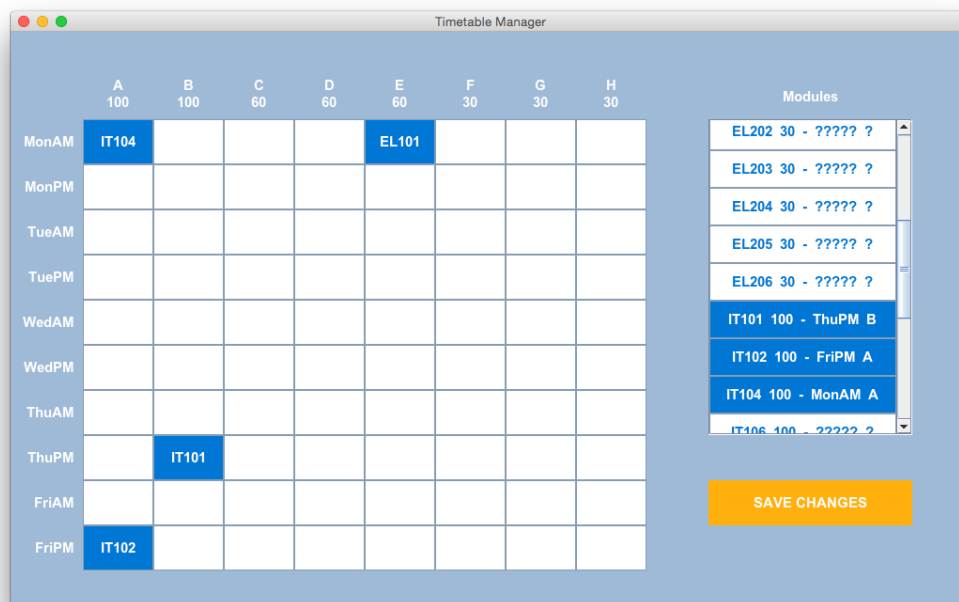 Timetable Manager
A B C D E F G H
100 100 60 60 60 30 30 30
Modules
MonAM IT104 EL101
MonPM
TueAM
TuePM
WedAM
WedPM
ThuAM
ThuPM IT101
FriAM
FriPM IT102
EL202 30 - ????? ?
EL203 30 - ????? ?
EL204 30 - ????? ?
EL205 30 - ????? ?
EL206 30 - ????? ?
IT101 100 - ThuPM B
IT102 100 - FriPM A
IT104 100 - MonAM A
IT106 100 - ????? ?
SAVE CHANGES